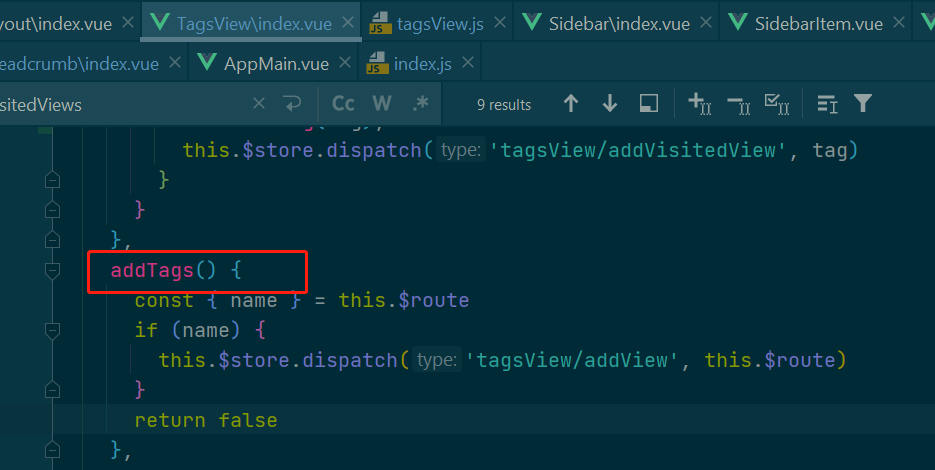 yout\index.vue TagsView\index.vue tagsView.js Sidebar\index.vue SidebarItem.vue
eadcrumb\index.vue AppMain.vue index.js
sitedViews Cc W .* 9 results
this.$store.dispatch( type: 'tagsView/addVisitedView', tag)
}
}
},
addTags() {
const { name } = this.$route
if (name) {
this.$store.dispatch( type: 'tagsView/addView', this.$route)
}
return false
},